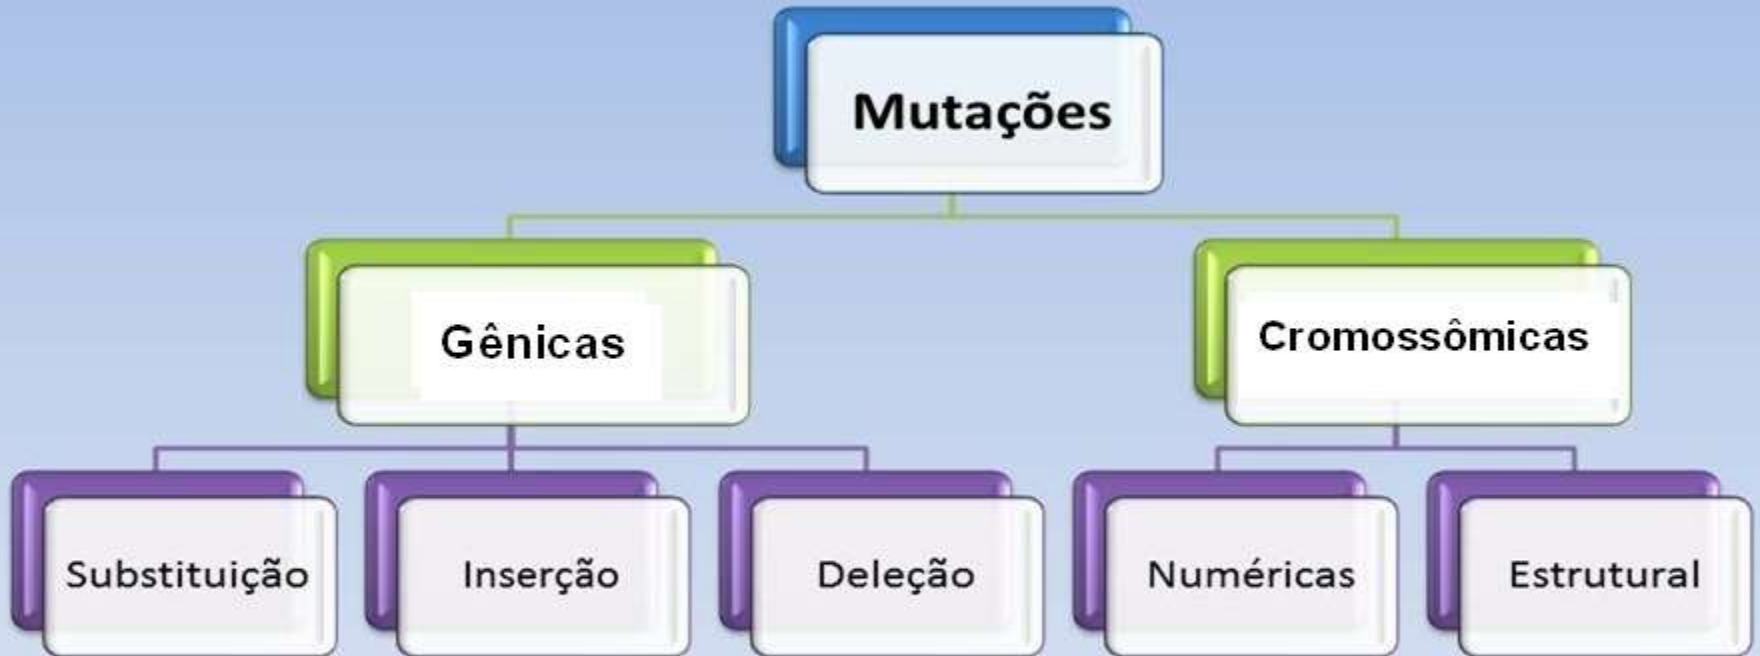 Mutações
Gênicas
Cromossômicas
Substituição
Inserção
Deleção
Numéricas
Estrutural